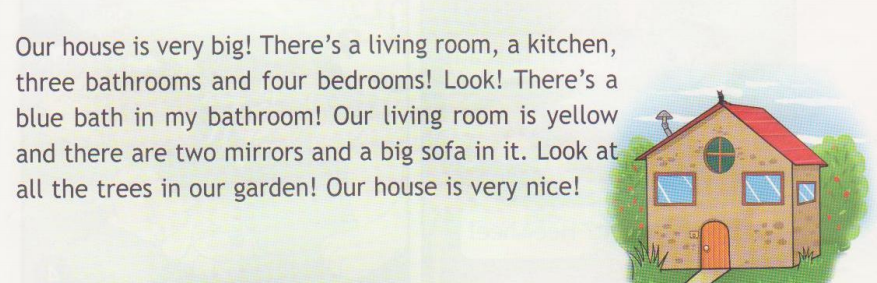 Our house is very big! There's a living room, a kitchen,
three bathrooms and four bedrooms! Look! There's a
blue bath in my bathroom! Our living room is yellow
and there are two mirrors and a big sofa in it. Look at
all the trees in our garden! Our house is very nice!